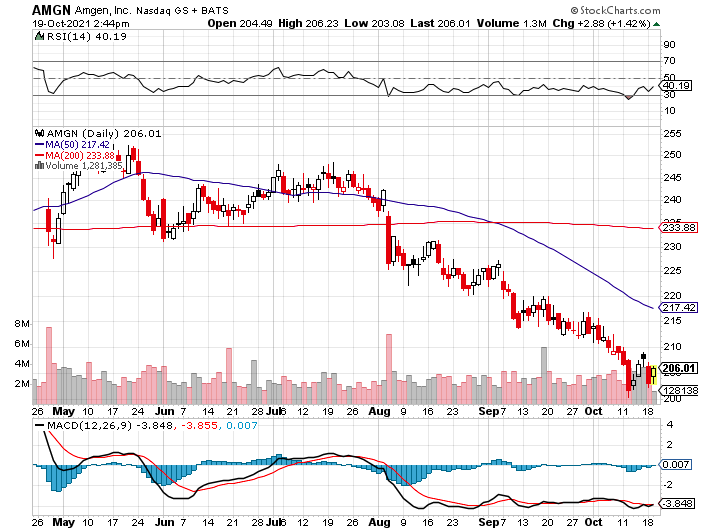 AMGN Amgen, Inc. Nasdaq GS + BATS © StockCharts.com
19-Oct-2021 2:44pm Open 204.49 High 206.23 Low 203.08 Last 206.01 Volume 1.3M Chg +2.88 (+1.42%)
RSI(14) 40.19
90
70
50
40.19
30
10
AMGN (Daily) 206.01
MA(50) 217.42
MA(200) 233.88
Volume 1,281,385
255
250
245
240
235
233.88
230
225
220
217.42
215
210
206.01
205
200
128138
8M
6M
4M
2M
26 May 10 17 24 Jun 7 14 21 28 Jul 6 12 19 26 Aug 9 16 23 Sep 7 13 20 27 Oct 11 18
MACD(12,26,9) -3.848, -3.855, 0.007
4
2
0.007
-3.848
26 May 10 17 24 Jun 7 14 21 28 Jul 6 12 19 26 Aug 9 16 23 Sep 7 13 20 27 Oct 11 18